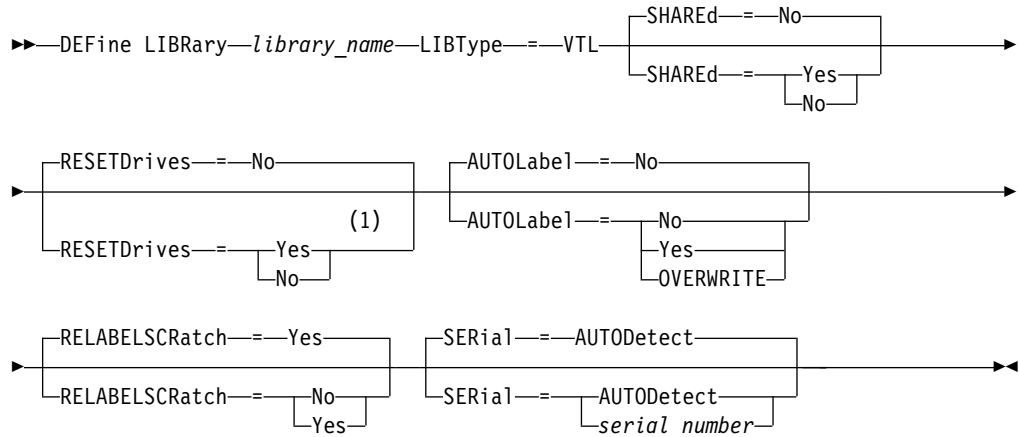 SHAREd = No
DEFine LIBRary library_name LIBType = VTL
SHAREd = Yes
No
RESETDrives = No AUTOLabel = No
(1)
RESETDrives = Yes AUTOLabel = No
No Yes
OVERWRITE
RELABELSCRatch = Yes SERial = AUTODetect
RELABELSCRatch = No SERial = AUTODetect
Yes serial number